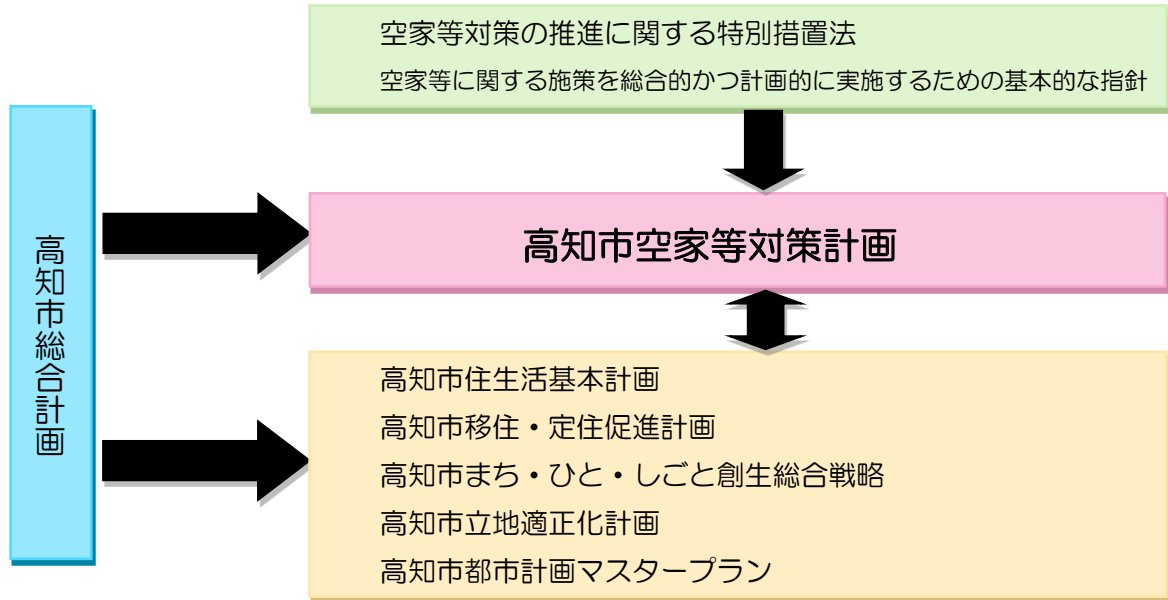 空家等対策の推進に関する特別措置法
空家等に関する施策を総合的かつ計画的に実施するための基本的な指針
高知市総合計画
高知市空家等対策計画
高知市住生活基本計画
高知市移住・定住促進計画
高知市まち・ひと・しごと創生総合戦略
高知市立地適正化計画
高知市都市計画マスタープラン